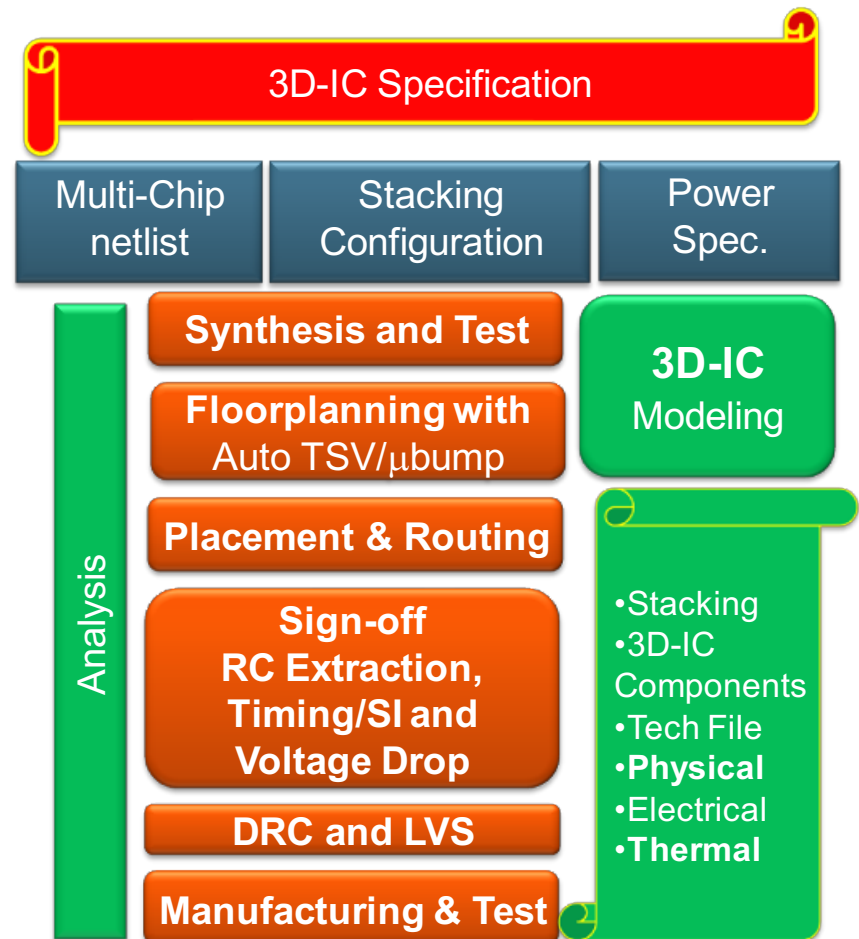 3D-IC Specification
Multi-Chip
netlist
Stacking
Configuration
Power
Spec.
Analysis
Synthesis and Test
Floorplanning with
Auto TSV/μbump
Placement & Routing
Sign-off
RC Extraction,
Timing/SI and
Voltage Drop
DRC and LVS
Manufacturing & Test
3D-IC
Modeling
•Stacking
•3D-IC
Components
•Tech File
•Physical
•Electrical
•Thermal